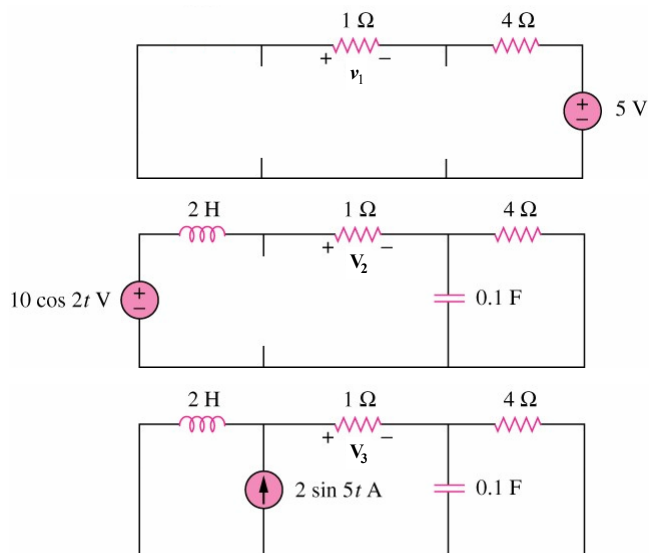 1 Ω 4 Ω
+ v₁ −
+ − 5 V
2 H 1 Ω 4 Ω
+ V₂ −
10 cos 2t V + − 0.1 F
2 H 1 Ω 4 Ω
+ V₃ −
2 sin 5t A 0.1 F